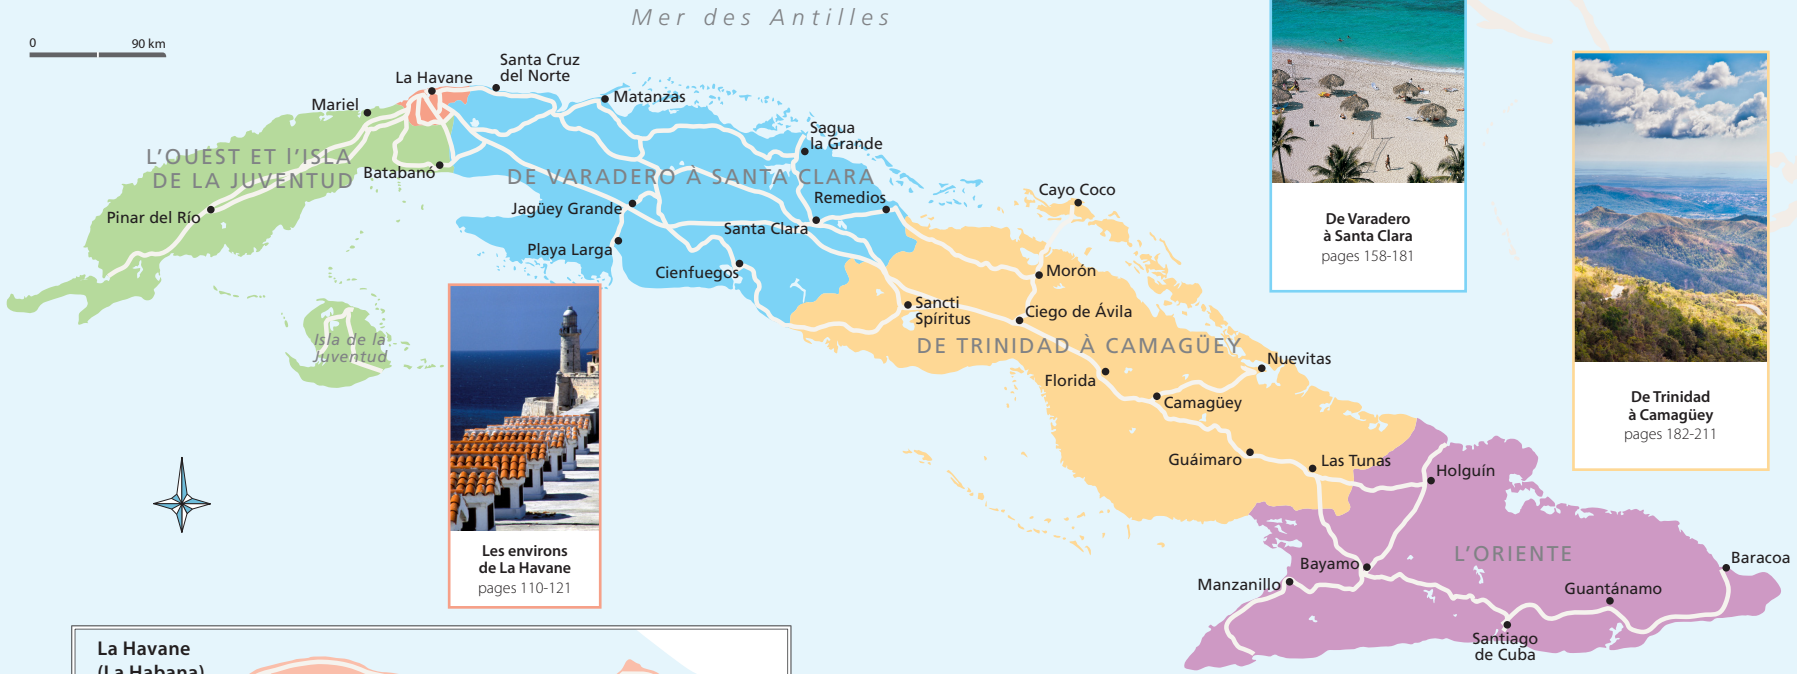 Mer des Antilles
0
90 km
Santa Cruz
del Norte
La Havane
Mariel
Matanzas
Sagua
la Grande
L'OUEST ET l'ISLA
DE LA JUVENTUD
Batabanó
DE VARADERO À SANTA CLARA
Pinar del Río
Jagüey Grande
Remedios
Santa Clara
Playa Larga
Cienfuegos
Cayo Coco
Morón
Sancti
Spíritus
Ciego de Ávila
Isla de la
Juventud
DE TRINIDAD À CAMAGÜEY
Nuevitas
Florida
Camagüey
Guáimaro
Las Tunas
Holguín
L'ORIENTE
Bayamo
Manzanillo
Baracoa
Guantánamo
Santiago
de Cuba
De Varadero
à Santa Clara
pages 158-181
De Trinidad
à Camagüey
pages 182-211
Les environs
de La Havane
pages 110-121
La Havane
(La Habana)